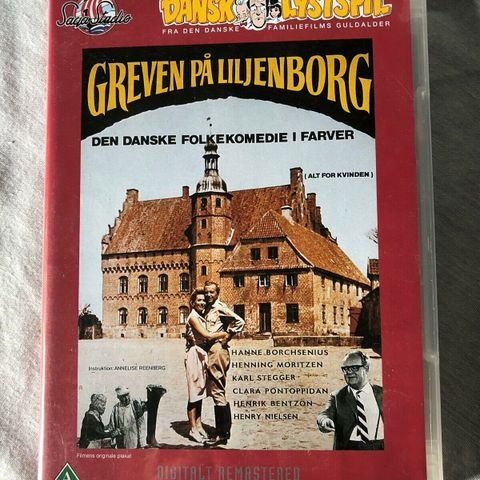 Saga Studio
DANSK LYSTSPIL
FRA DEN DANSKE FAMILIEFILMS GULDALDER
GREVEN PÅ LILJENBORG
DEN DANSKE FOLKEKOMEDIE I FARVER
( ALT FOR KVINDEN )
HANNE BORCHSENIUS
HENNING MORITZEN
KARL STEGGER
CLARA PONTOPPIDAN
HENRIK BENTZON
HENRY NIELSEN
Instruktion: ANNELISE REENBERG
Filmens originale plakat
A
DIGITALT REMASTERED